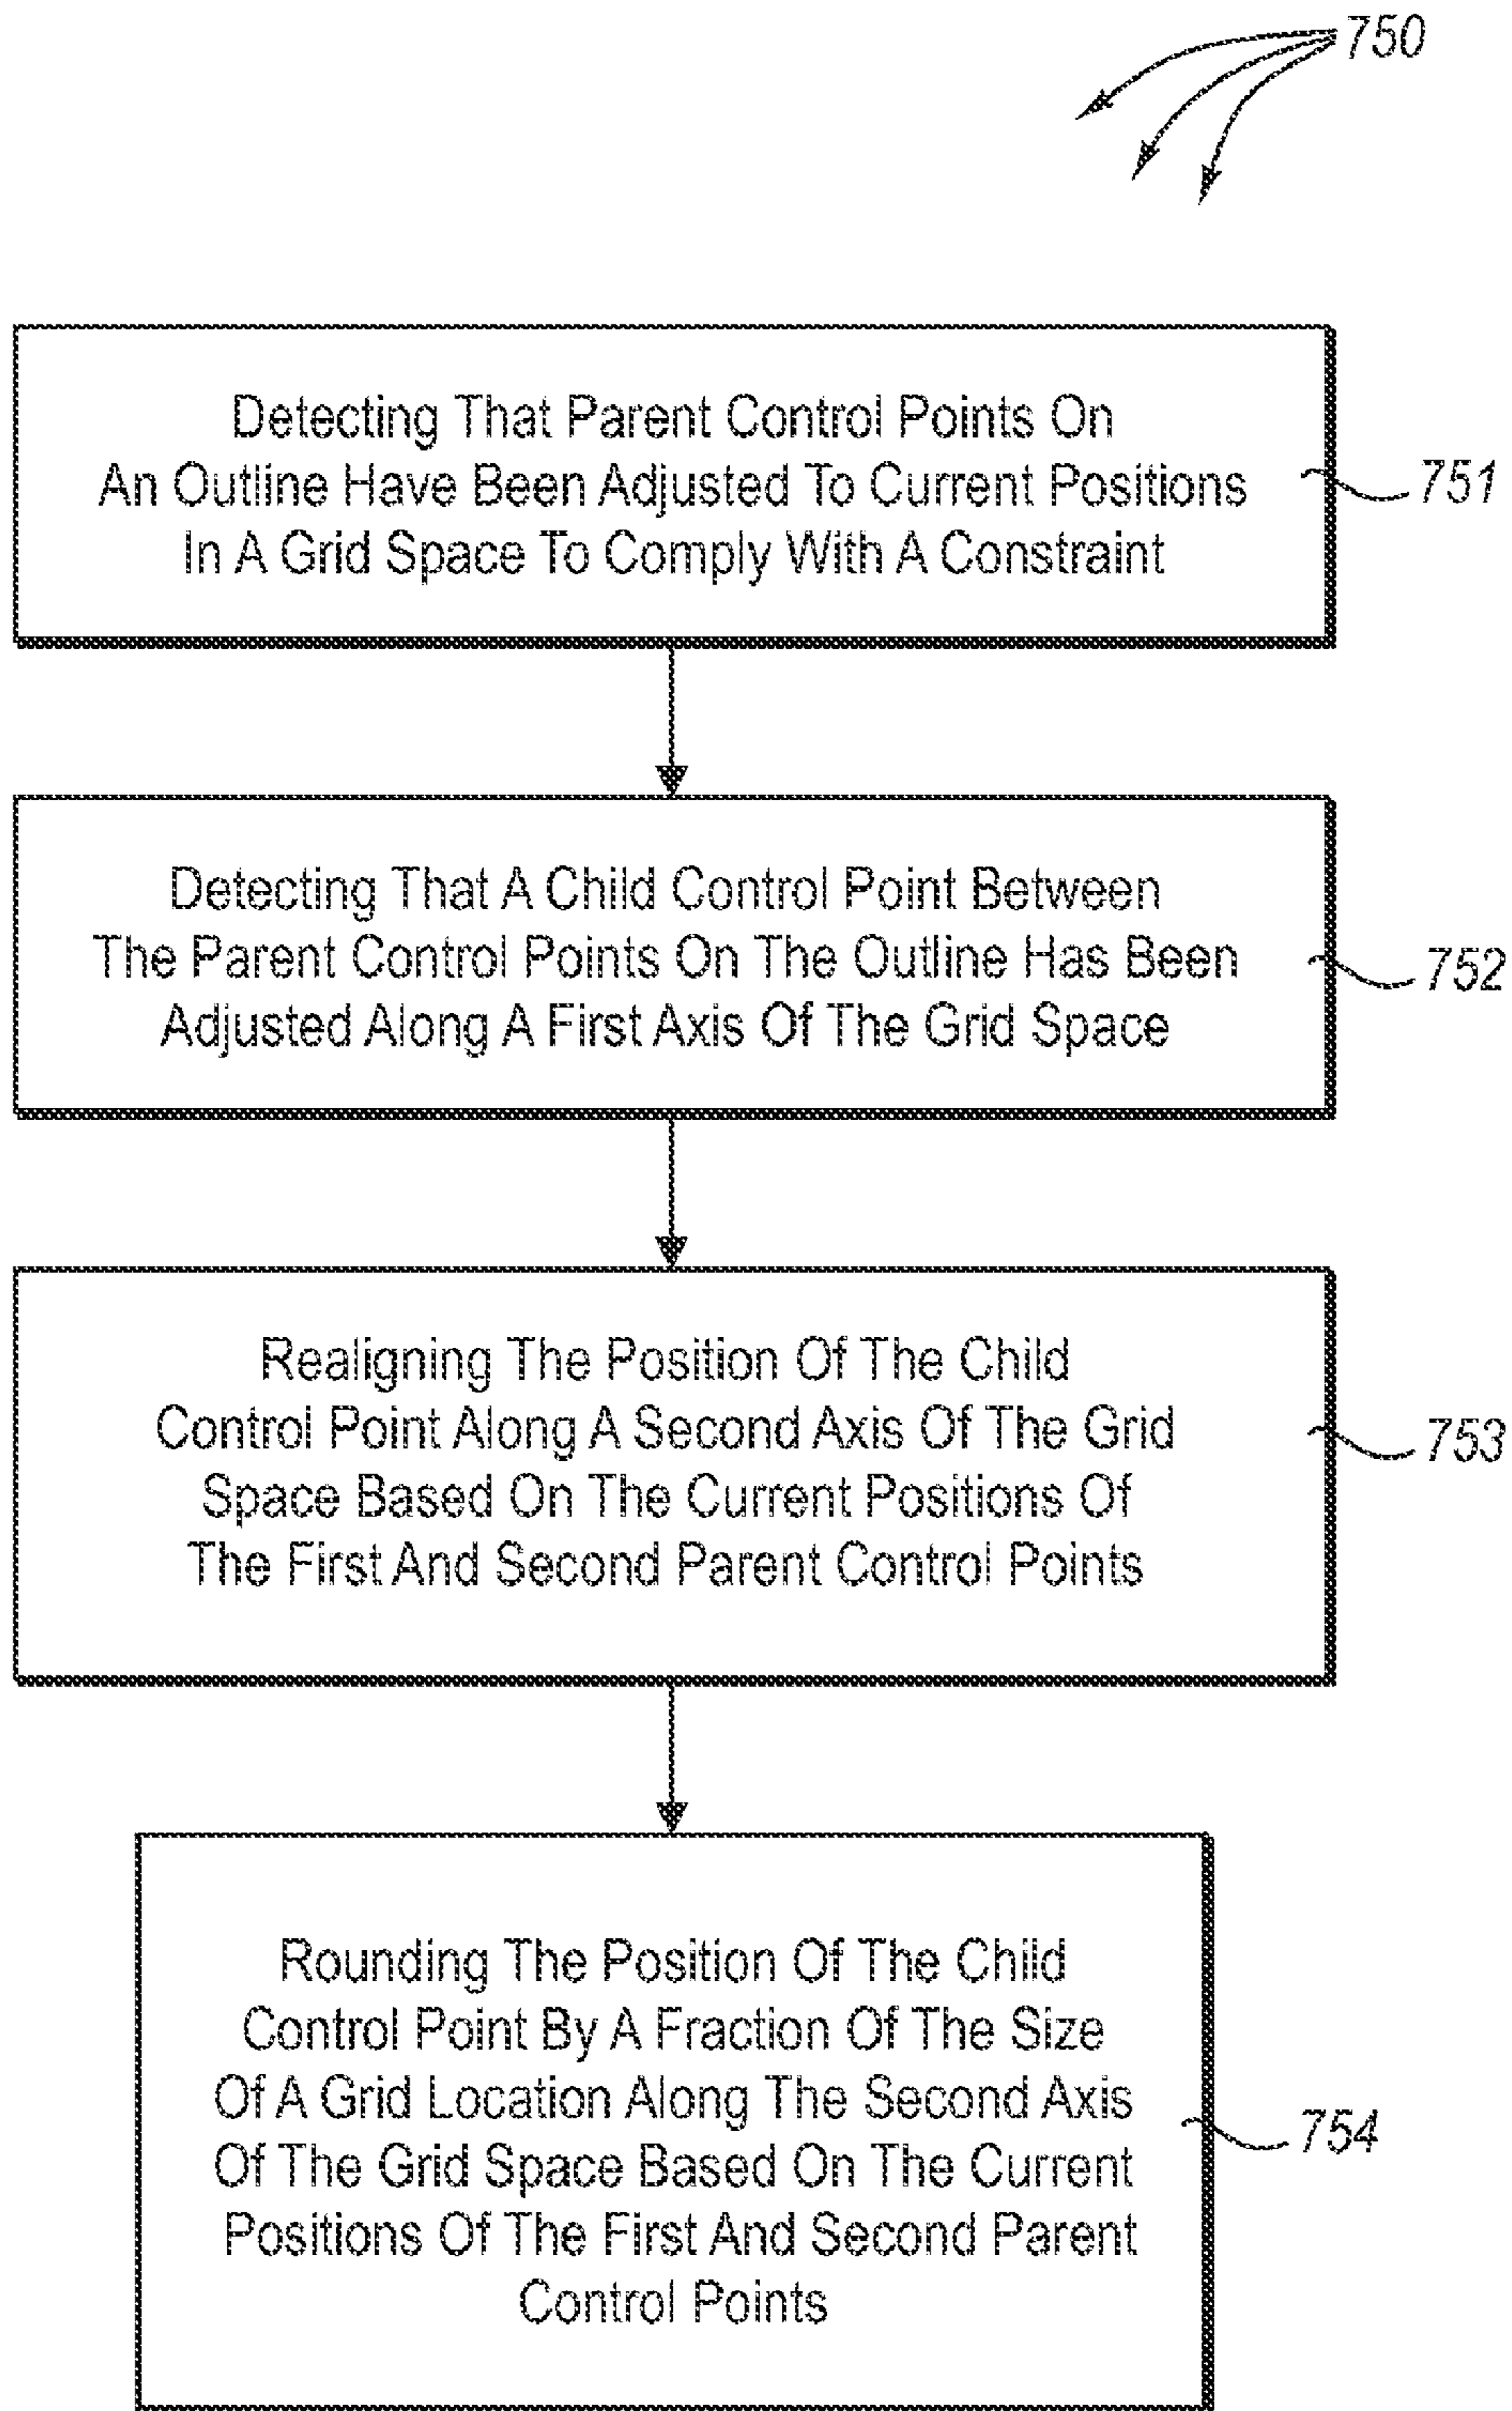 750
Detecting That Parent Control Points On
An Outline Have Been Adjusted To Current Positions
In A Grid Space To Comply With A Constraint
751
Detecting That A Child Control Point Between
The Parent Control Points On The Outline Has Been
Adjusted Along A First Axis Of The Grid Space
752
Realigning The Position Of The Child
Control Point Along A Second Axis Of The Grid
Space Based On The Current Positions Of
The First And Second Parent Control Points
753
Rounding The Position Of The Child
Control Point By A Fraction Of The Size
Of A Grid Location Along The Second Axis
Of The Grid Space Based On The Current
Positions Of The First And Second Parent
Control Points
754